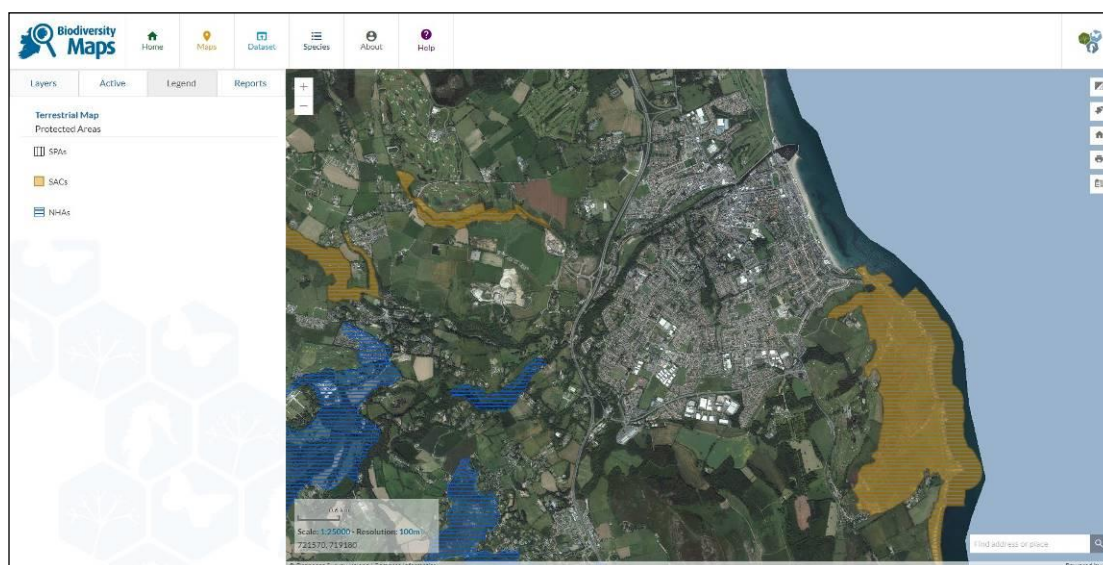 Biodiversity
Maps
Home
Maps
Dataset
Species
About
Help
Layers
Active
Legend
Reports
Terrestrial Map
Protected Areas
SPAs
SACs
NHAs
+
−
Scale: 1:25000 - Resolution: 100m
721570, 719180
Find address or place